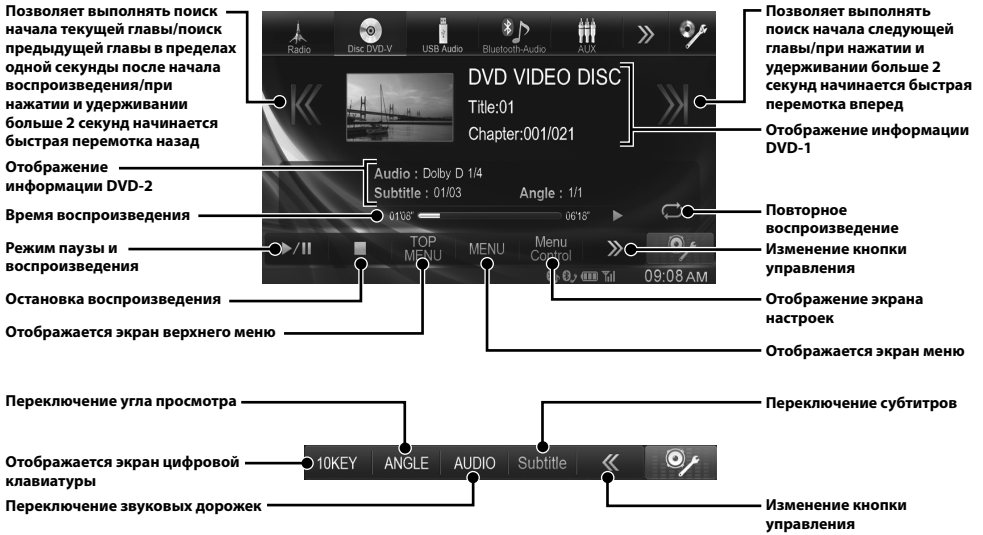 Позволяет выполнять поиск
начала текущей главы/поиск
предыдущей главы в пределах
одной секунды после начала
воспроизведения/при
нажатии и удерживании
больше 2 секунд начинается
быстрая перемотка назад
Отображение
информации DVD-2
Время воспроизведения
Режим паузы и
воспроизведения
Остановка воспроизведения
Отображается экран верхнего меню
Radio
Disc DVD-V
USB Audio
Bluetooth-Audio
AUX
DVD VIDEO DISC
Title:01
Chapter:001/021
Audio : Dolby D 1/4
Subtitle : 01/03 Angle : 1/1
01'08" 06'18"
TOP
MENU
MENU
Menu
Control
09:08 AM
Позволяет выполнять
поиск начала следующей
главы/при нажатии и
удерживании больше 2
секунд начинается быстрая
перемотка вперед
Отображение информации
DVD-1
Повторное
воспроизведение
Изменение кнопки
управления
Отображение экрана
настроек
Отображается экран меню
Переключение угла просмотра
Отображается экран цифровой
клавиатуры
Переключение звуковых дорожек
10KEY ANGLE AUDIO Subtitle
Переключение субтитров
Изменение кнопки
управления